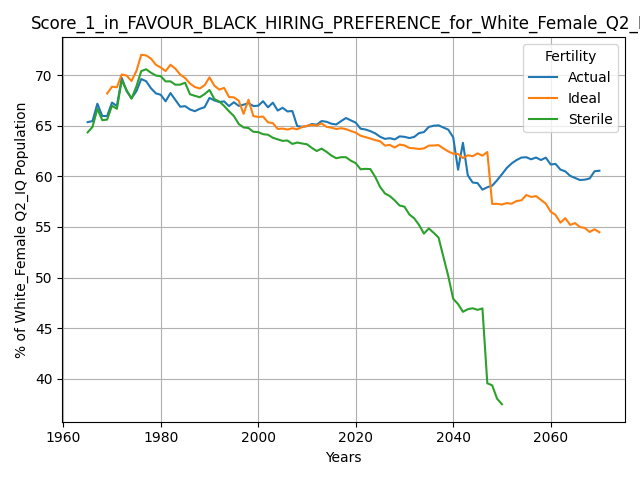 Score_1_in_FAVOUR_BLACK_HIRING_PREFERENCE_for_White_Female_Q2_I
Fertility
Actual
Ideal
Sterile
% of White_Female Q2_IQ Population
70
65
60
55
50
45
40
1960
1980
2000
2020
2040
2060
Years